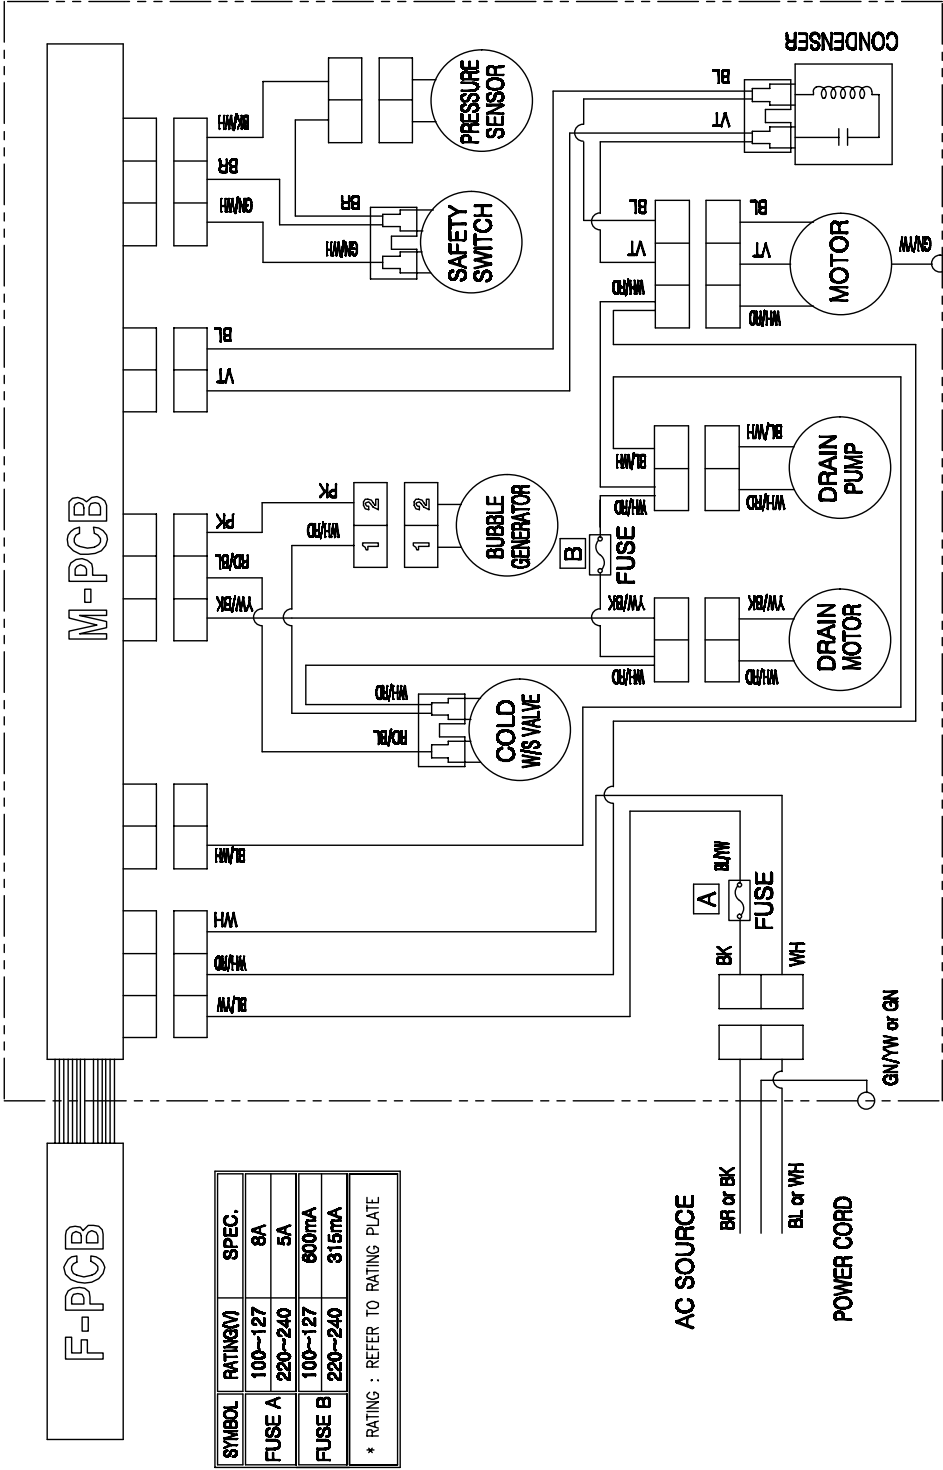 F-PCB
M-PCB
SYMBOL RATING(V) SPEC.
FUSE A 100~127 8A
220~240 5A
FUSE B 100~127 600mA
220~240 315mA
* RATING : REFER TO RATING PLATE
BL/YW
WH/RD
WH
BL/WH
YW/BK
RD/BL
PK
VT
BL
GN/WH
BR
BK/WH
RD/BL
WH/RD
COLD
W/S VALVE
WH/RD
PK
1 2
1 2
BUBBLE
GENERATOR
GN/WH
BR
SAFETY
SWITCH
PRESSURE
SENSOR
B
FUSE
WH/RD
YW/BK
WH/RD
YW/BK
DRAIN
MOTOR
WH/RD
BL/WH
WH/RD
BL/WH
DRAIN
PUMP
WH/RD
VT
BL
WH/RD
VT
BL
MOTOR
GN/YW
VT
BL
CONDENSER
A
FUSE
BL/YW
BK
WH
AC SOURCE
BR or BK
BL or WH
POWER CORD
GN/YW or GN